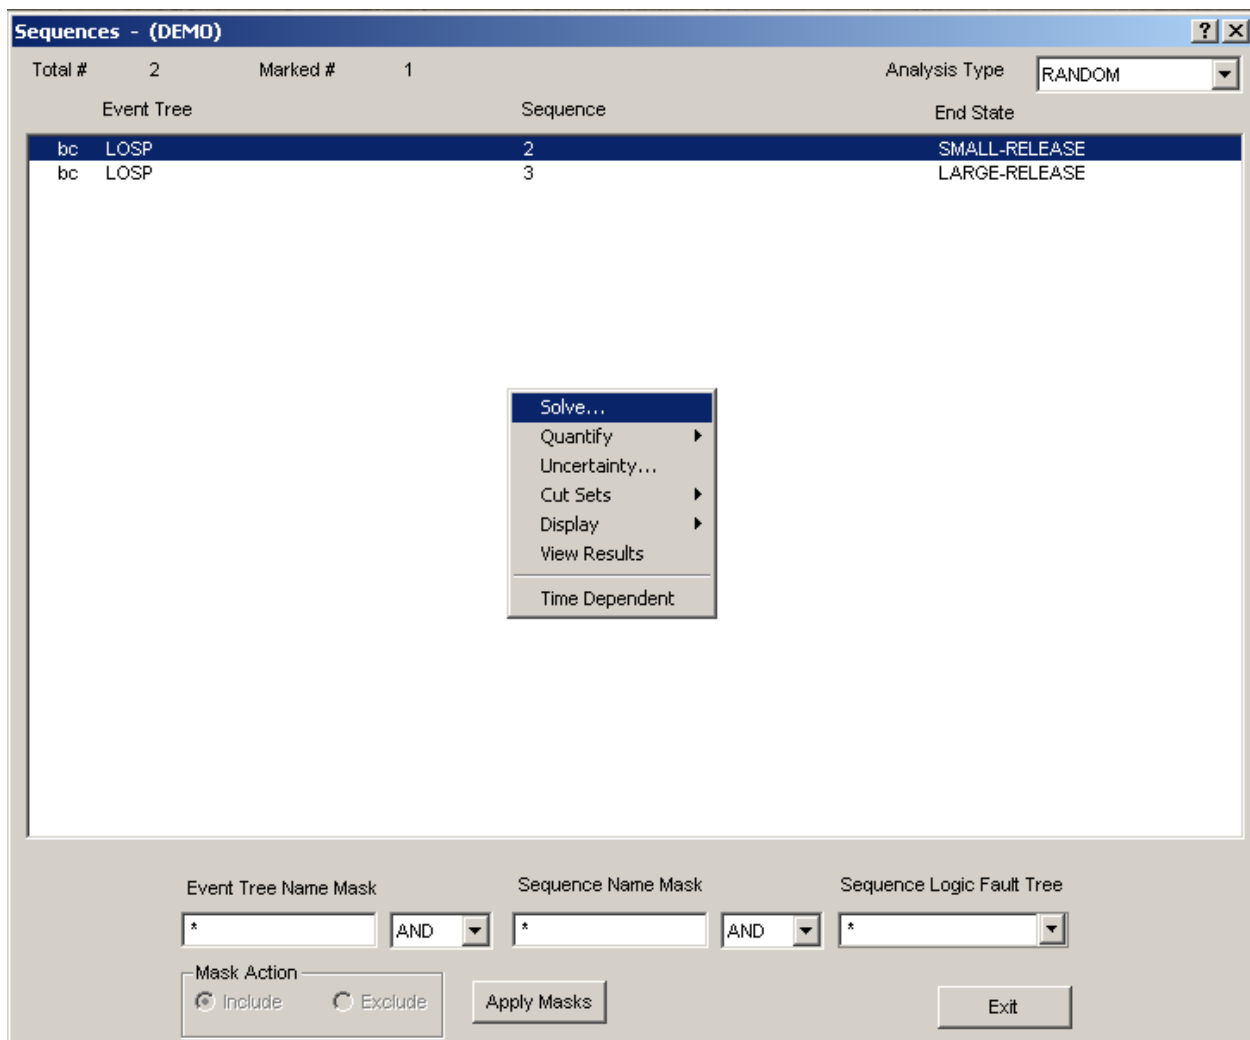 Sequences - (DEMO)
Total # 2 Marked # 1 Analysis Type RANDOM
Event Tree Sequence End State
bc LOSP 2 SMALL-RELEASE
bc LOSP 3 LARGE-RELEASE
Solve...
Quantify
Uncertainty...
Cut Sets
Display
View Results
Time Dependent
Event Tree Name Mask Sequence Name Mask Sequence Logic Fault Tree
* AND * AND *
Mask Action
Include Exclude Apply Masks Exit